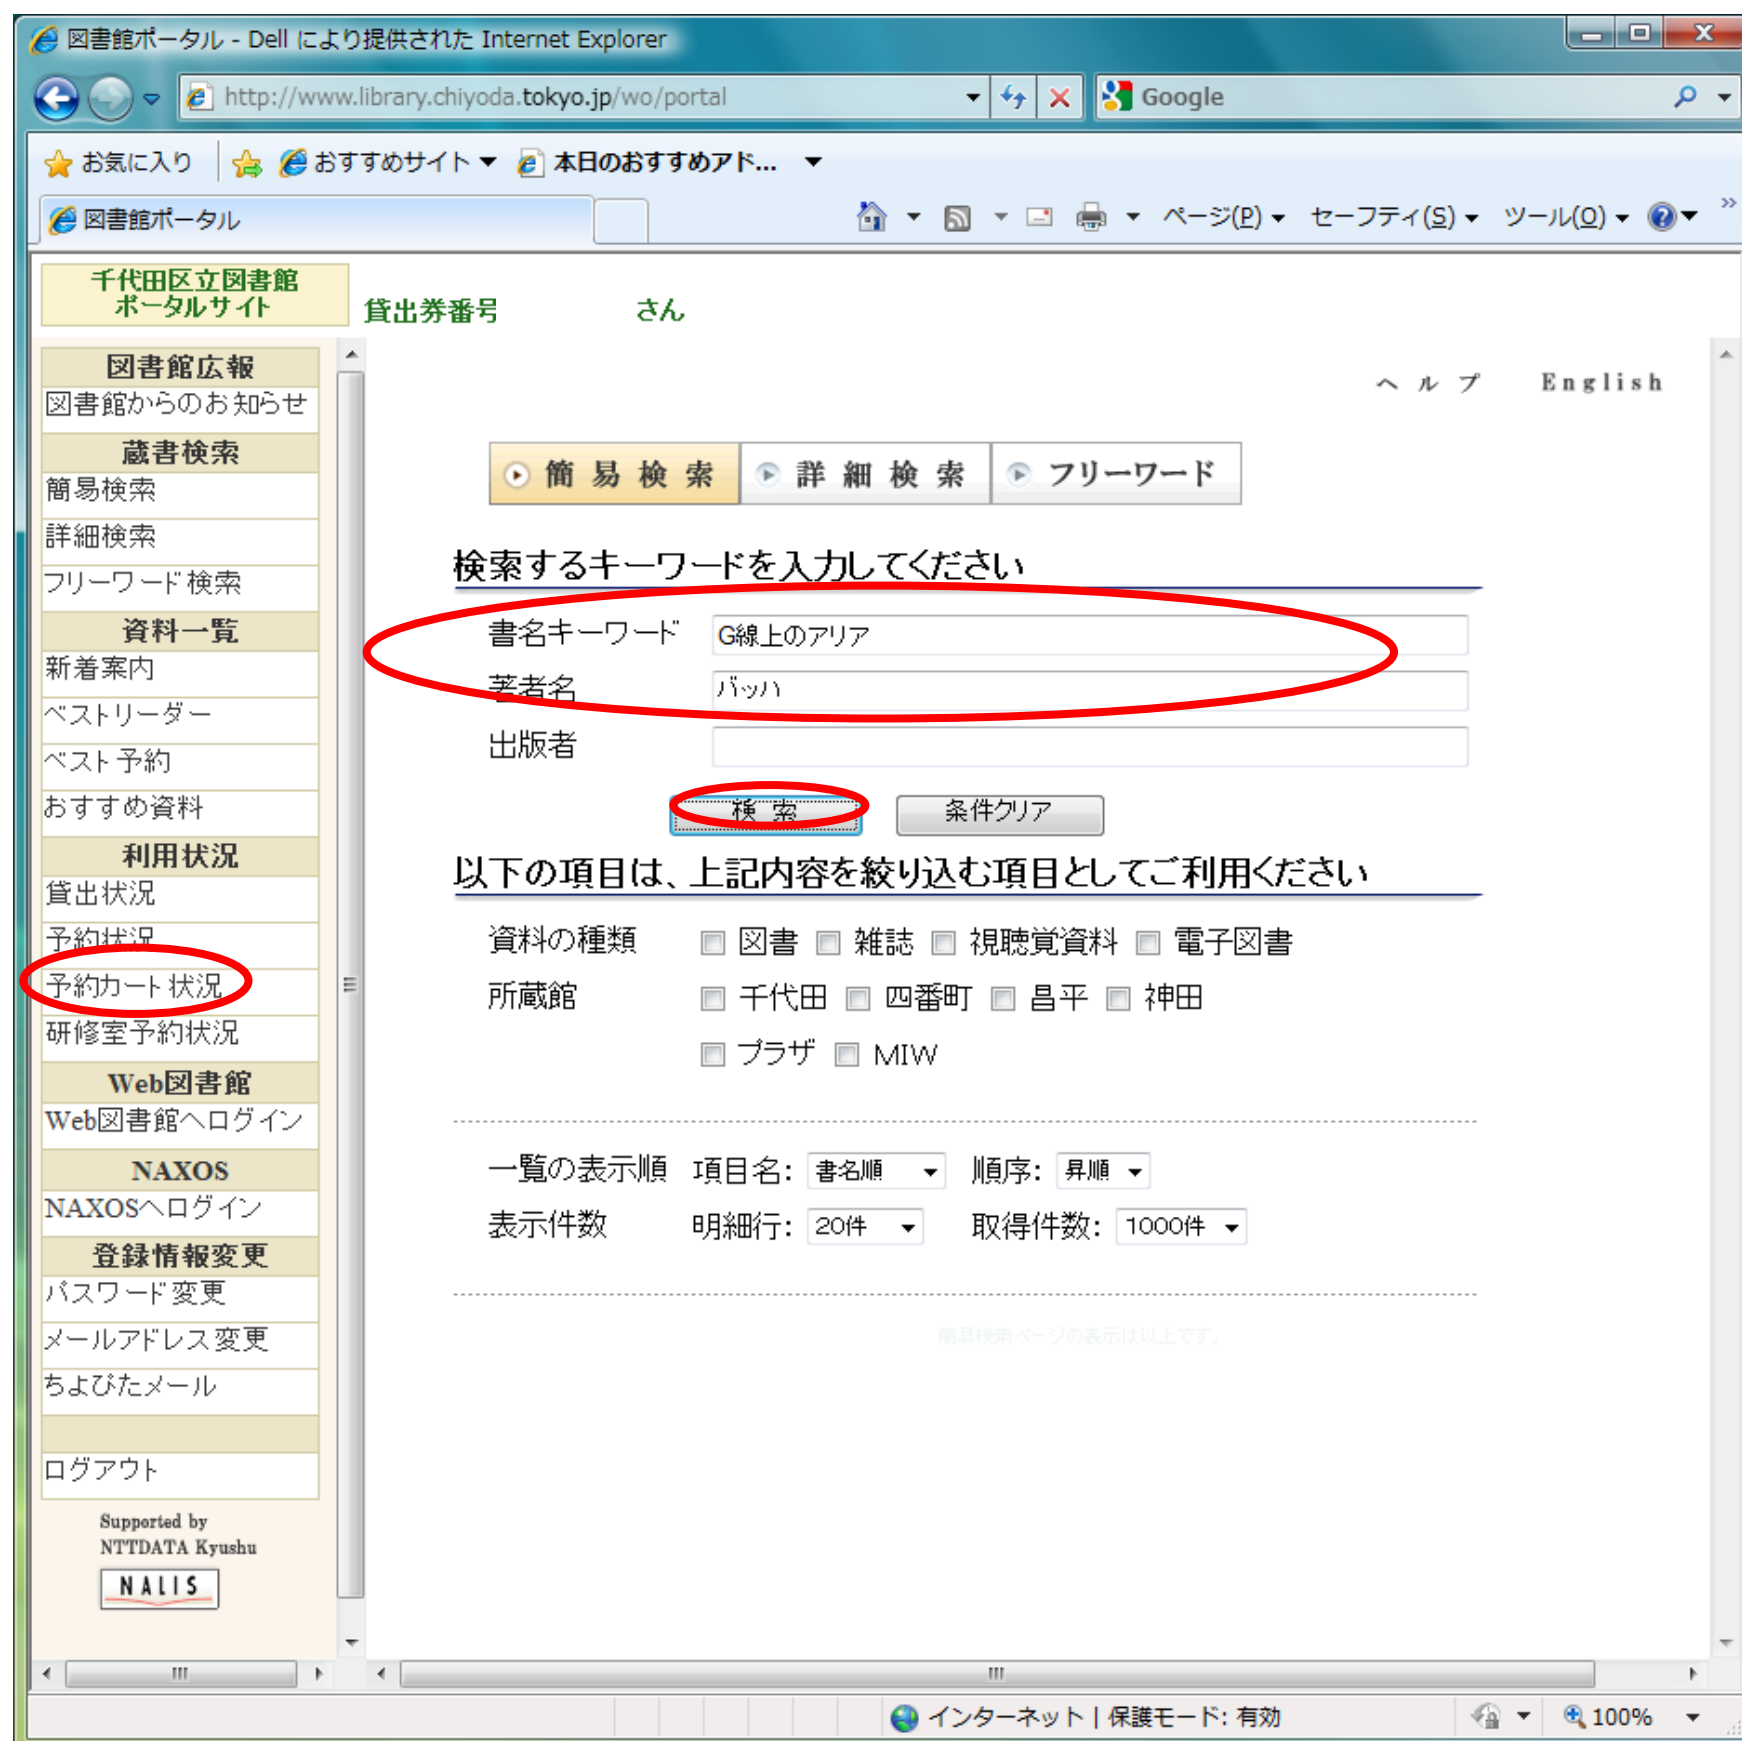 図書館ポータル - Dell により提供された Internet Explorer
http://www.library.chiyoda.tokyo.jp/wo/portal
Google
お気に入り おすすめサイト 本日のおすすめアド...
図書館ポータル
ページ(P) セーフティ(S) ツール(O)
千代田区立図書館
ポータルサイト
貸出券番号 さん
図書館広報
図書館からのお知らせ
蔵書検索
簡易検索
詳細検索
フリーワード検索
資料一覧
新着案内
ベストリーダー
ベスト予約
おすすめ資料
利用状況
貸出状況
予約状況
予約カート状況
研修室予約状況
Web図書館
Web図書館へログイン
NAXOS
NAXOSへログイン
登録情報変更
パスワード変更
メールアドレス変更
ちよぴたメール
ログアウト
Supported by
NTTDATA Kyushu
NALIS
ヘルプ English
簡易検索 詳細検索 フリーワード
検索するキーワードを入力してください
書名キーワード G線上のアリア
著者名 バッハ
出版者
検索 条件クリア
以下の項目は、上記内容を絞り込む項目としてご利用ください
資料の種類 図書 雑誌 視聴覚資料 電子図書
所蔵館 千代田 四番町 昌平 神田
プラザ MIW
一覧の表示順 項目名: 書名順 順序: 昇順
表示件数 明細行: 20件 取得件数: 1000件
簡易検索ページの表示は以上です。
インターネット | 保護モード: 有効
100%